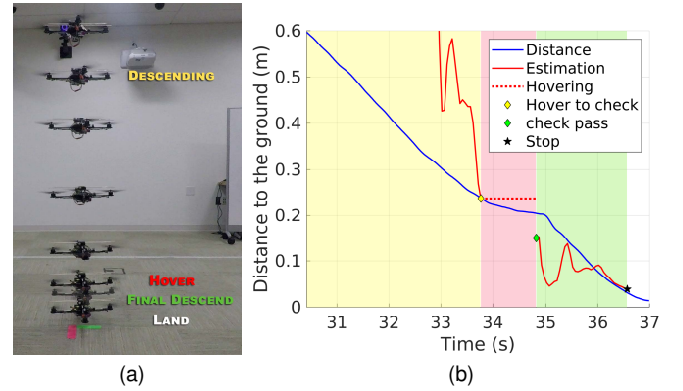 DESCENDING
HOVER
FINAL DESCEND
LAND
(a)
Distance to the ground (m)
0.6
0.5
0.4
0.3
0.2
0.1
0
Distance
Estimation
Hovering
Hover to check
check pass
Stop
31 32 33 34 35 36 37
Time (s)
(b)